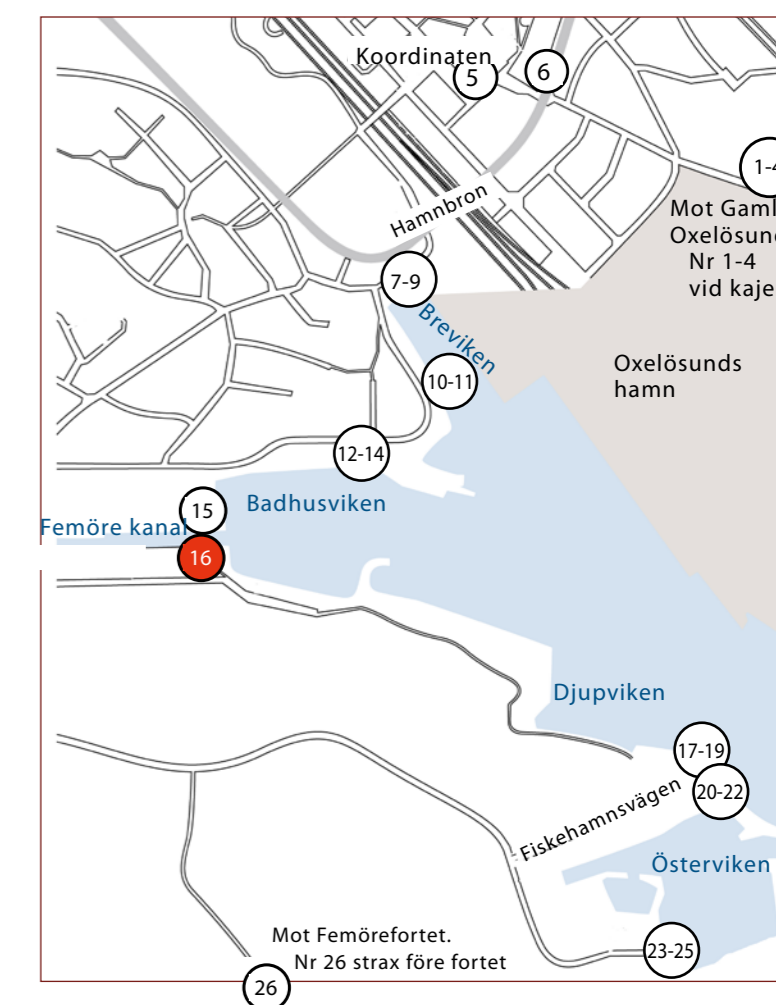 Koordinaten
5
6
1-4
Mot Gaml
Oxelösund
Nr 1-4
vid kaje
Hamnbron
7-9
Breviken
Oxelösunds
hamn
10-11
12-14
Badhusviken
15
Femöre kanal
16
Djupviken
17-19
20-22
Fiskehamnsvägen
Österviken
Mot Femörefortet.
Nr 26 strax före fortet
23-25
26